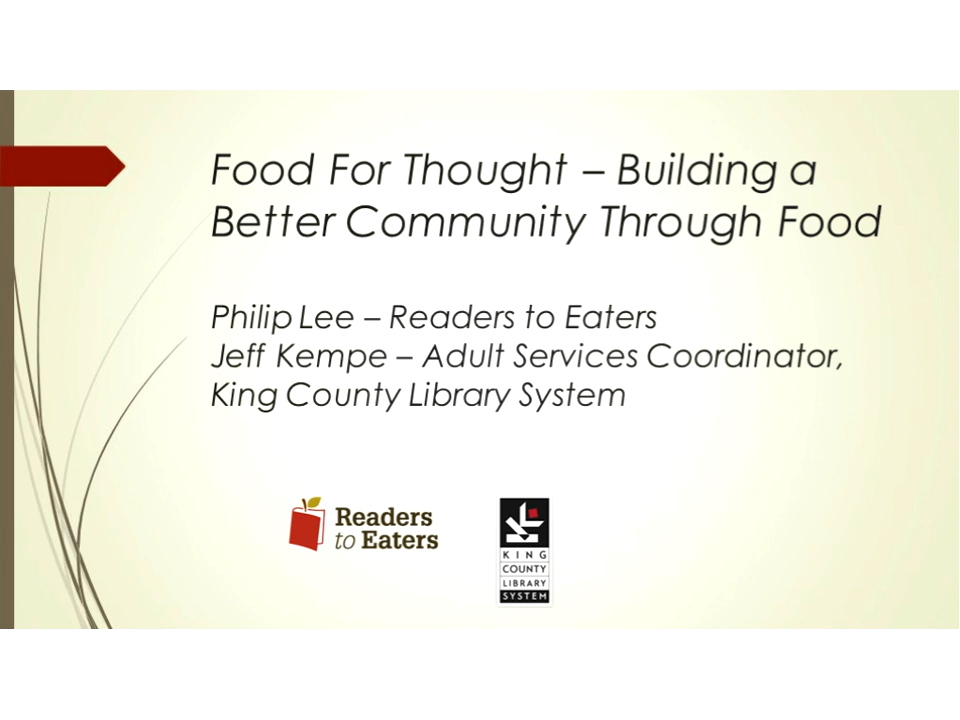 Food For Thought – Building a
Better Community Through Food
Philip Lee – Readers to Eaters
Jeff Kempe – Adult Services Coordinator,
King County Library System
Readers
to Eaters
KING
COUNTY
LIBRARY
SYSTEM